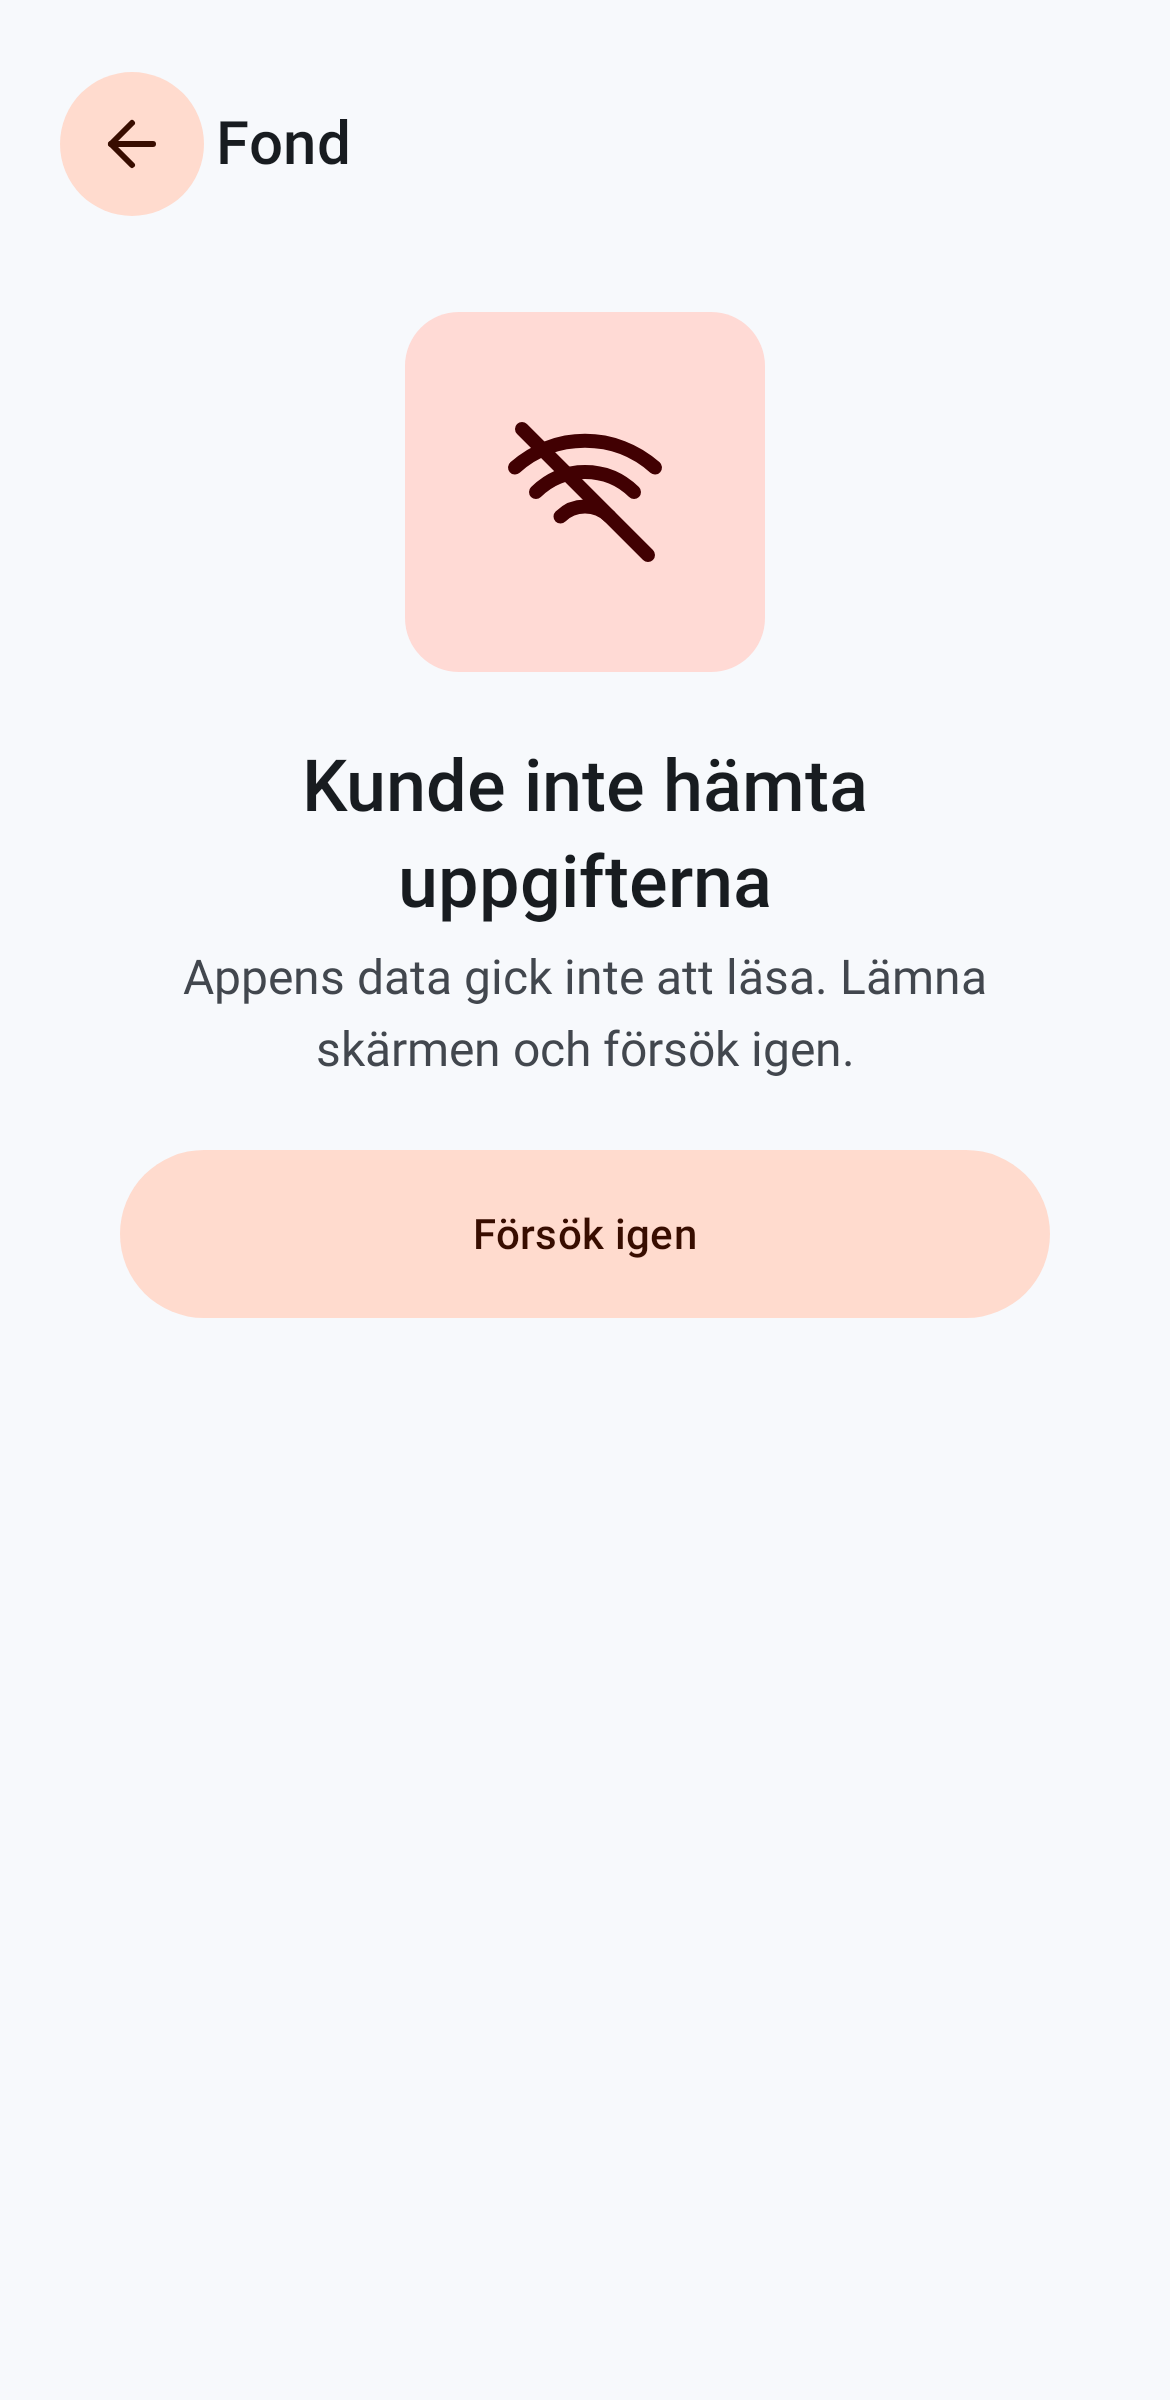 Fond
Kunde inte hämta
uppgifterna
Appens data gick inte att läsa. Lämna
skärmen och försök igen.
Försök igen